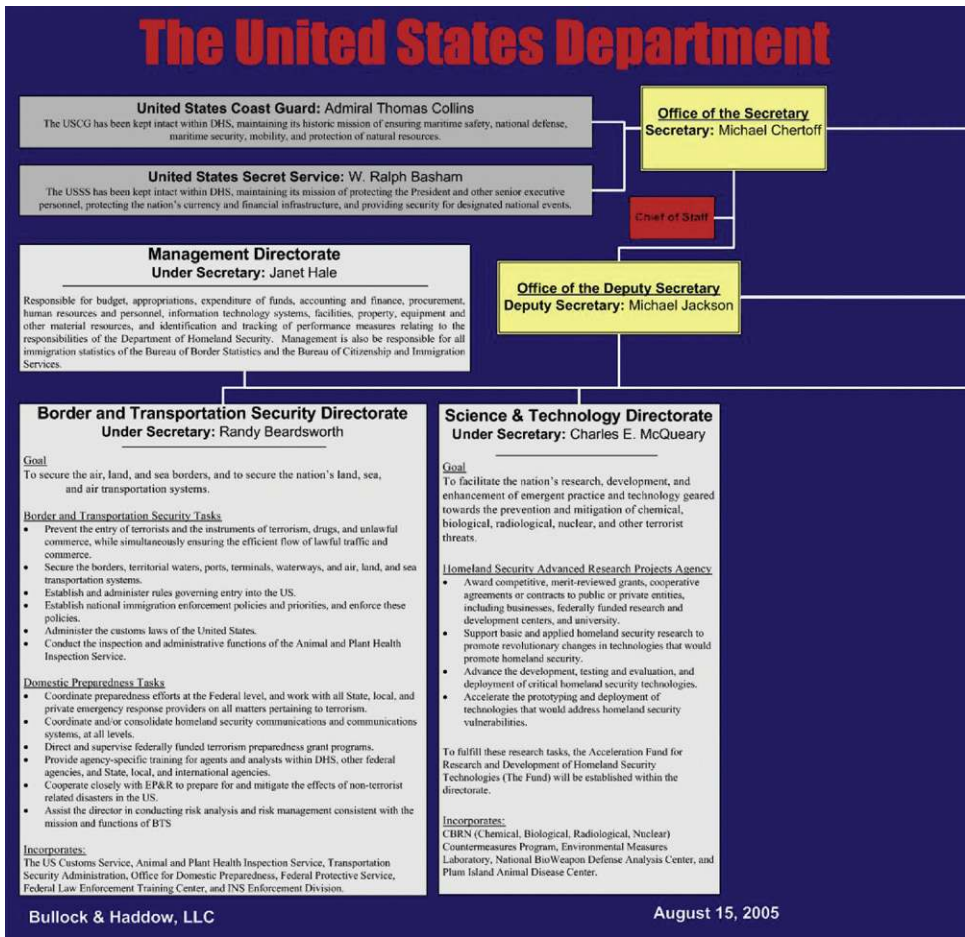 The United States Department
United States Coast Guard: Admiral Thomas Collins
The USCG has been kept intact within DHS, maintaining its historic mission of ensuring maritime safety, national defense,
maritime security, mobility, and protection of natural resources.
United States Secret Service: W. Ralph Basham
The USSS has been kept intact within DHS, maintaining its mission of protecting the President and other senior executive
personnel, protecting the nation's currency and financial infrastructure, and providing security for designated national events.
Office of the Secretary
Secretary: Michael Chertoff
Chief of Staff
Office of the Deputy Secretary
Deputy Secretary: Michael Jackson
Management Directorate
Under Secretary: Janet Hale
Responsible for budget, appropriations, expenditure of funds, accounting and finance, procurement,
human resources and personnel, information technology systems, facilities, property, equipment and
other material resources, and identification and tracking of performance measures relating to the
responsibilities of the Department of Homeland Security. Management is also be responsible for all
immigration statistics of the Bureau of Border Statistics and the Bureau of Citizenship and Immigration
Services.
Border and Transportation Security Directorate
Under Secretary: Randy Beardsworth
Goal
To secure the air, land, and sea borders, and to secure the nation's land, sea,
and air transportation systems.
Border and Transportation Security Tasks
• Prevent the entry of terrorists and the instruments of terrorism, drugs, and unlawful
commerce, while simultaneously ensuring the efficient flow of lawful traffic and
commerce.
• Secure the borders, territorial waters, ports, terminals, waterways, and air, land, and sea
transportation systems.
• Establish and administer rules governing entry into the US.
• Establish national immigration enforcement policies and priorities, and enforce these
policies.
• Administer the customs laws of the United States.
• Conduct the inspection and administrative functions of the Animal and Plant Health
Inspection Service.
Domestic Preparedness Tasks
• Coordinate preparedness efforts at the Federal level, and work with all State, local, and
private emergency response providers on all matters pertaining to terrorism.
• Coordinate and/or consolidate homeland security communications and communications
systems, at all levels.
• Direct and supervise federally funded terrorism preparedness grant programs.
• Provide agency-specific training for agents and analysts within DHS, other federal
agencies, and State, local, and international agencies.
• Cooperate closely with EP&R to prepare for and mitigate the effects of non-terrorist
related disasters in the US.
• Assist the director in conducting risk analysis and risk management consistent with the
mission and functions of BTS
Incorporates:
The US Customs Service, Animal and Plant Health Inspection Service, Transportation
Security Administration, Office for Domestic Preparedness, Federal Protective Service,
Federal Law Enforcement Training Center, and INS Enforcement Division.
Science & Technology Directorate
Under Secretary: Charles E. McQueary
Goal
To facilitate the nation's research, development, and
enhancement of emergent practice and technology geared
towards the prevention and mitigation of chemical,
biological, radiological, nuclear, and other terrorist
threats.
Homeland Security Advanced Research Projects Agency
• Award competitive, merit-reviewed grants, cooperative
agreements or contracts to public or private entities,
including businesses, federally funded research and
development centers, and university.
• Support basic and applied homeland security research to
promote revolutionary changes in technologies that would
promote homeland security.
• Advance the development, testing and evaluation, and
deployment of critical homeland security technologies.
• Accelerate the prototyping and deployment of
technologies that would address homeland security
vulnerabilities.
To fulfill these research tasks, the Acceleration Fund for
Research and Development of Homeland Security
Technologies (The Fund) will be established within the
directorate.
Incorporates:
CBRN (Chemical, Biological, Radiological, Nuclear)
Countermeasures Program, Environmental Measures
Laboratory, National BioWeapon Defense Analysis Center, and
Plum Island Animal Disease Center.
Bullock & Haddow, LLC
August 15, 2005